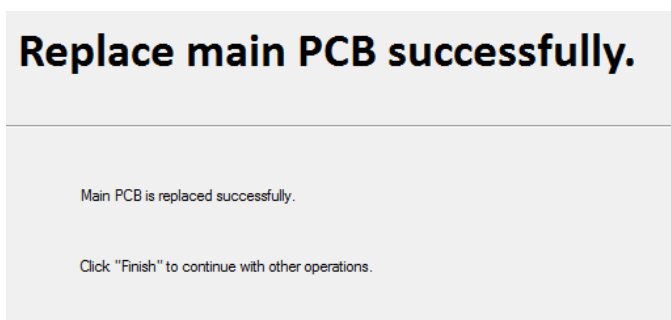 Replace main PCB successfully.
Main PCB is replaced successfully.
Click "Finish" to continue with other operations.